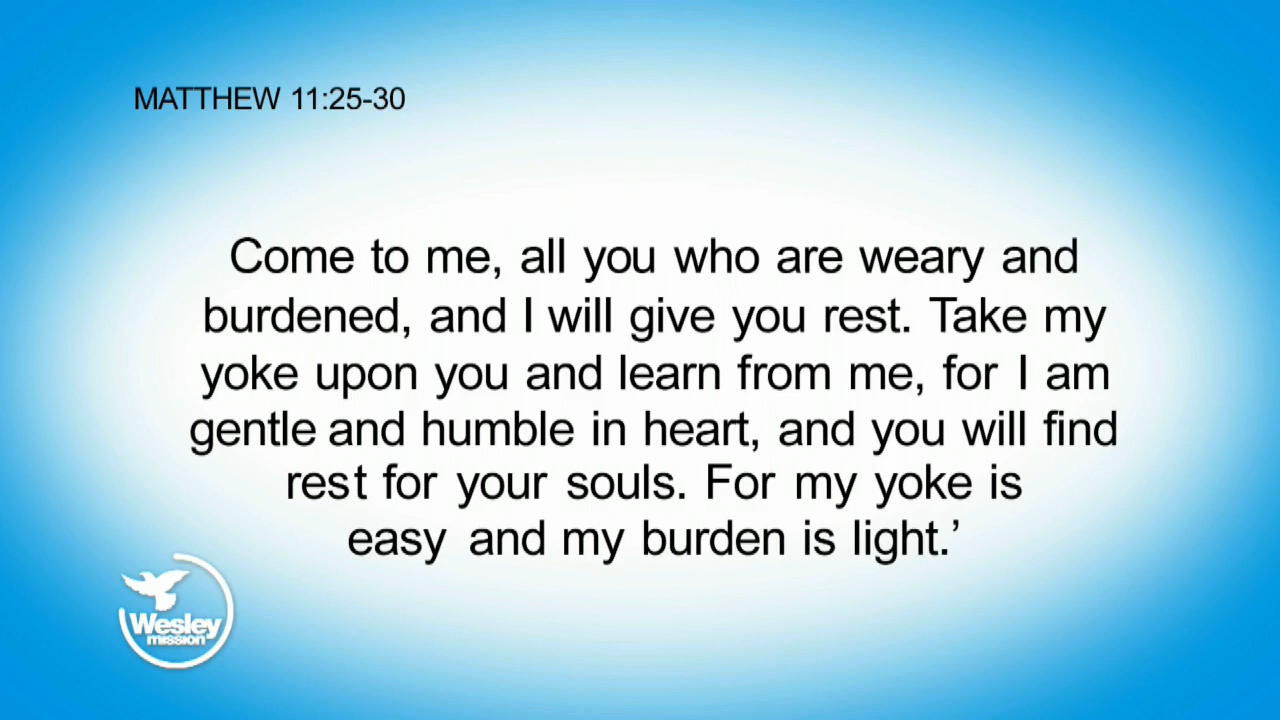 MATTHEW 11:25-30
Come to me, all you who are weary and
burdened, and I will give you rest. Take my
yoke upon you and learn from me, for I am
gentle and humble in heart, and you will find
rest for your souls. For my yoke is
easy and my burden is light.’
Wesley
mission